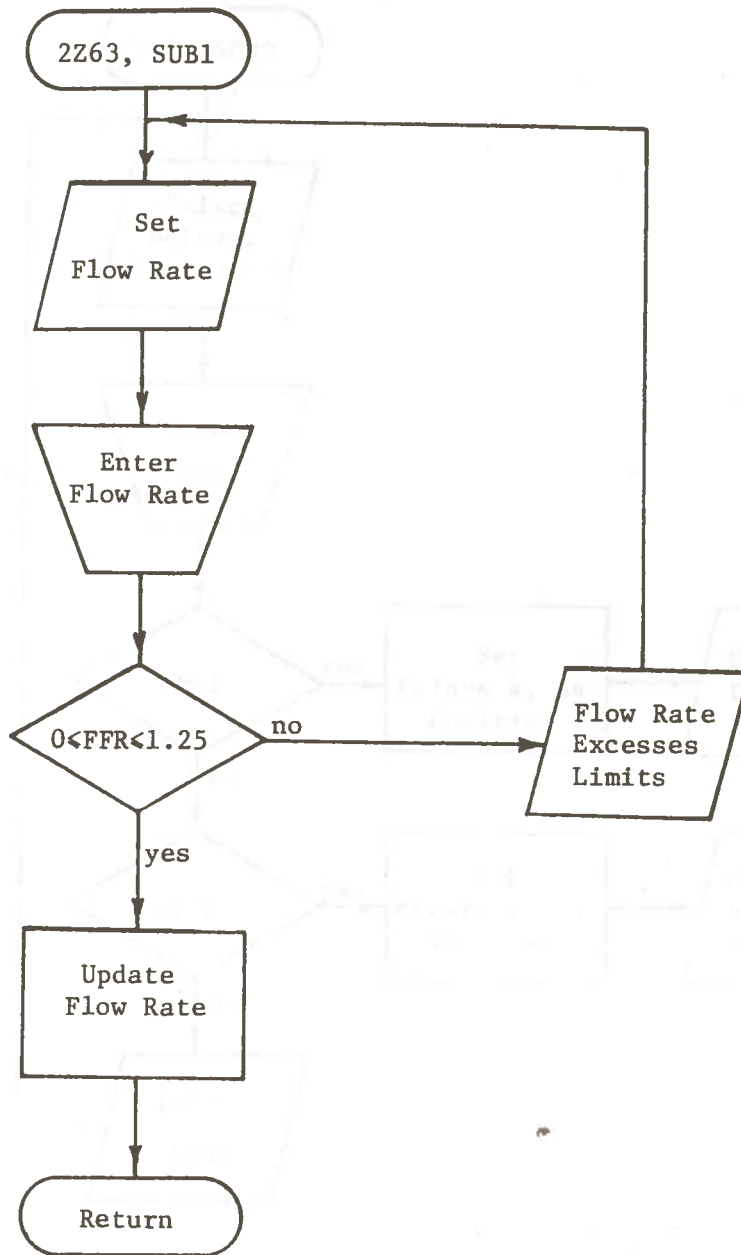 2Z63, SUB1
Set
Flow Rate
Enter
Flow Rate
0≤FFR≤1.25
no
Flow Rate
Excesses
Limits
yes
Update
Flow Rate
Return